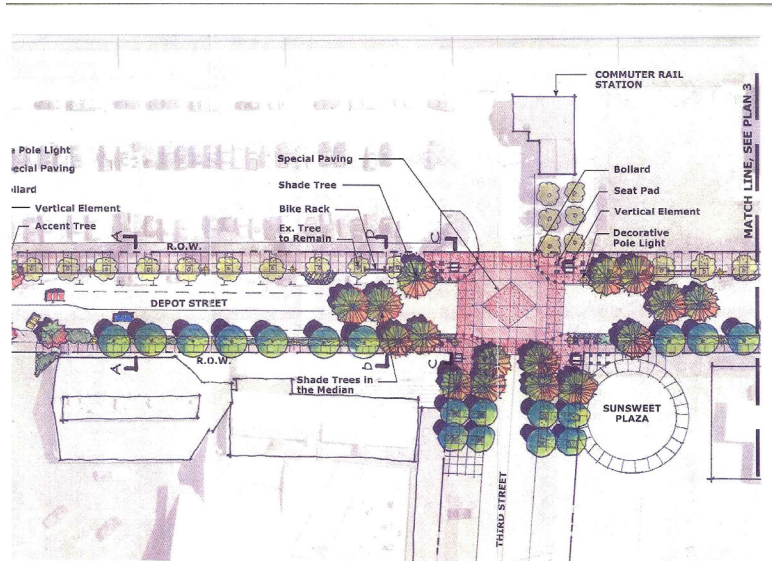 COMMUTER RAIL
STATION
MATCH LINE, SEE PLAN 3
Pole Light
Special Paving
Vertical Element
Accent Tree
Special Paving
Shade Tree
Bike Rack
Ex. Tree
to Remain
Bollard
Seat Pad
Vertical Element
Decorative
Pole Light
A
D
C
R.O.W.
DEPOT STREET
R.O.W.
A
D
C
Shade Trees in
the Median
SUNSWEET
PLAZA
THIRD STREET